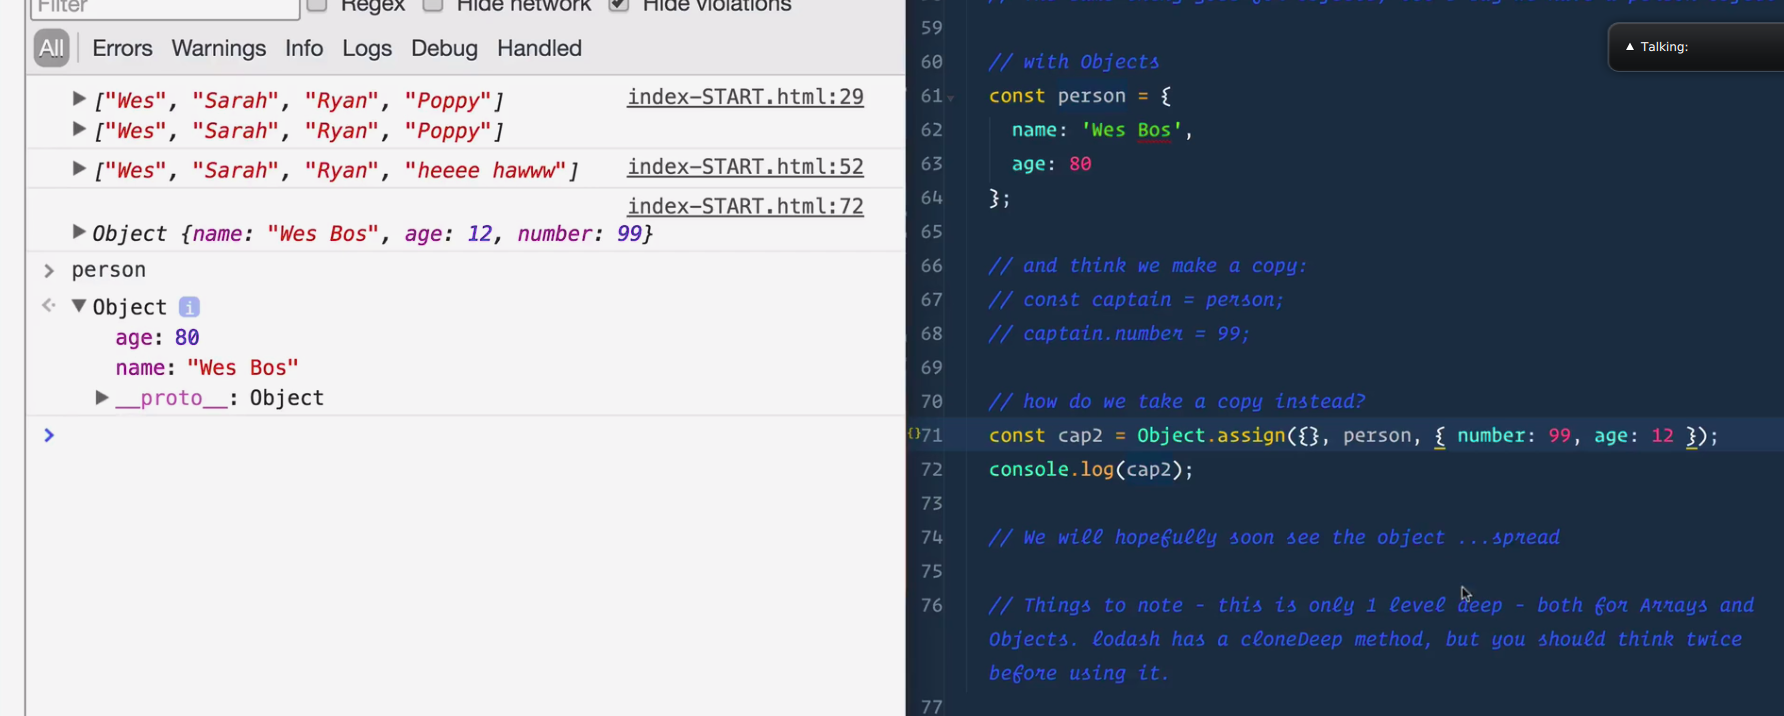 Filter Regex Hide network Hide violations
All Errors Warnings Info Logs Debug Handled
▶ ["Wes", "Sarah", "Ryan", "Poppy"] index-START.html:29
▶ ["Wes", "Sarah", "Ryan", "Poppy"]
▶ ["Wes", "Sarah", "Ryan", "heeee hawww"] index-START.html:52
index-START.html:72
▶ Object {name: "Wes Bos", age: 12, number: 99}
> person
<· ▼ Object i
age: 80
name: "Wes Bos"
▶ __proto__: Object
>
59
60 // with Objects
61 const person = {
62 name: 'Wes Bos',
63 age: 80
64 };
65
66 // and think we make a copy:
67 // const captain = person;
68 // captain.number = 99;
69
70 // how do we take a copy instead?
{}71 const cap2 = Object.assign({}, person, { number: 99, age: 12 });
72 console.log(cap2);
73
74 // We will hopefully soon see the object ...spread
75
76 // Things to note - this is only 1 level deep - both for Arrays and
Objects. lodash has a cloneDeep method, but you should think twice
before using it.
77
▲ Talking: